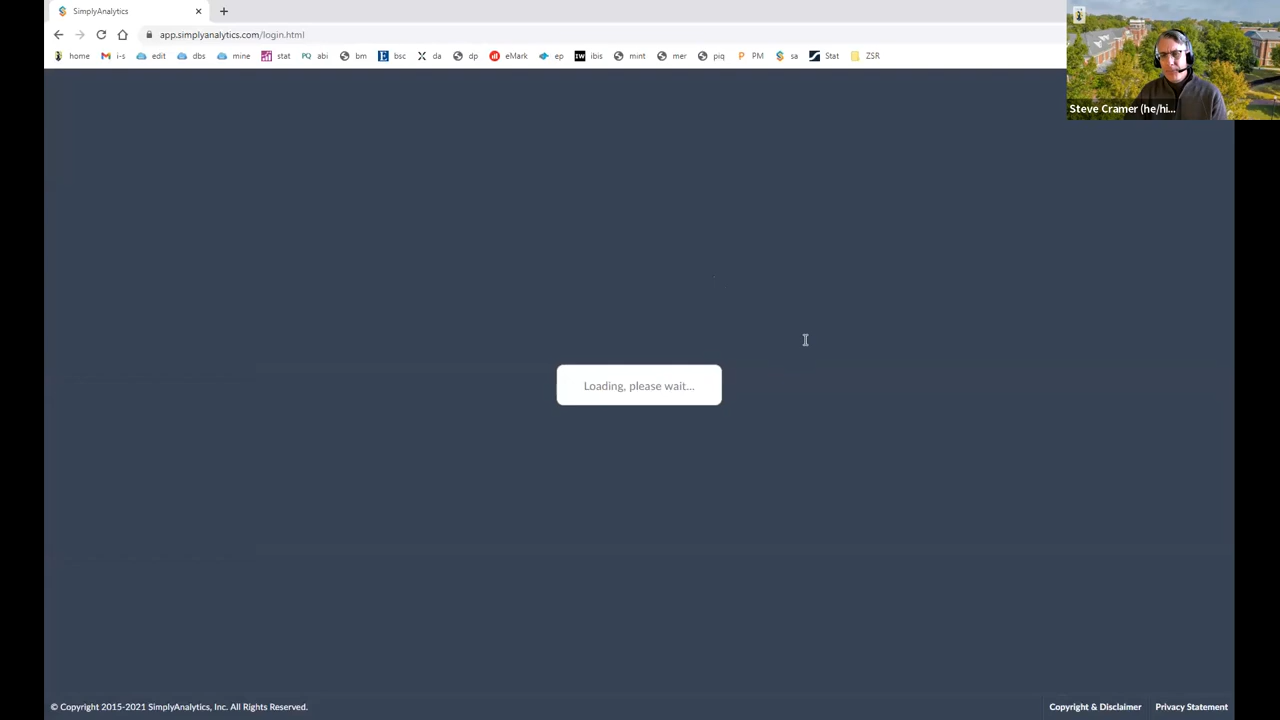 SimplyAnalytics
app.simplyanalytics.com/login.html
home i-s edit dbs mine stat PQ abi bm E bsc X da dp eMark ep IW ibis mint mer piq P PM sa Stat ZSR
Steve Cramer (he/hi...
Loading, please wait...
© Copyright 2015-2021 SimplyAnalytics, Inc. All Rights Reserved.
Copyright & Disclaimer Privacy Statement